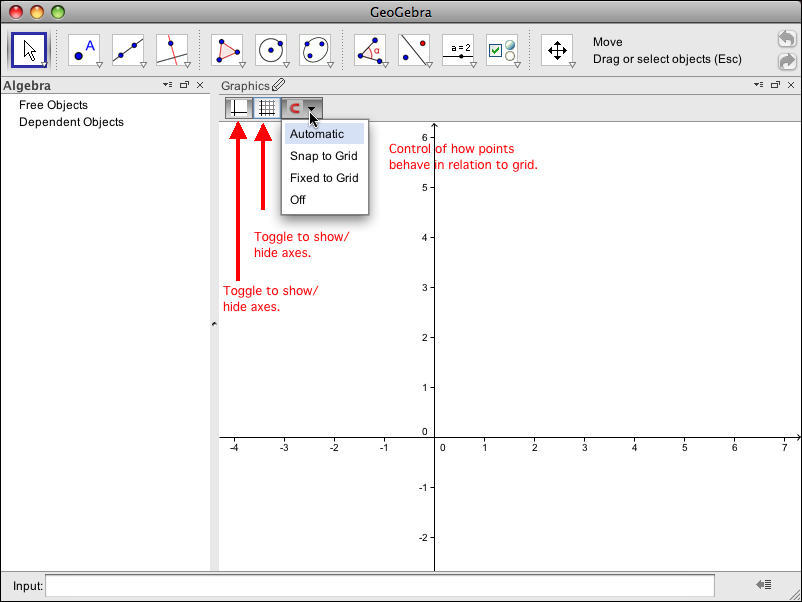 GeoGebra
A
a = 2
α
Move
Drag or select objects (Esc)
Algebra
Graphics
Free Objects
Dependent Objects
Automatic
Snap to Grid
Fixed to Grid
Off
Control of how points
behave in relation to grid.
Toggle to show/
hide axes.
Toggle to show/
hide axes.
6
5
4
3
2
1
0
-4 -3 -2 -1 0 1 2 3 4 5 6 7
-1
-2
Input: